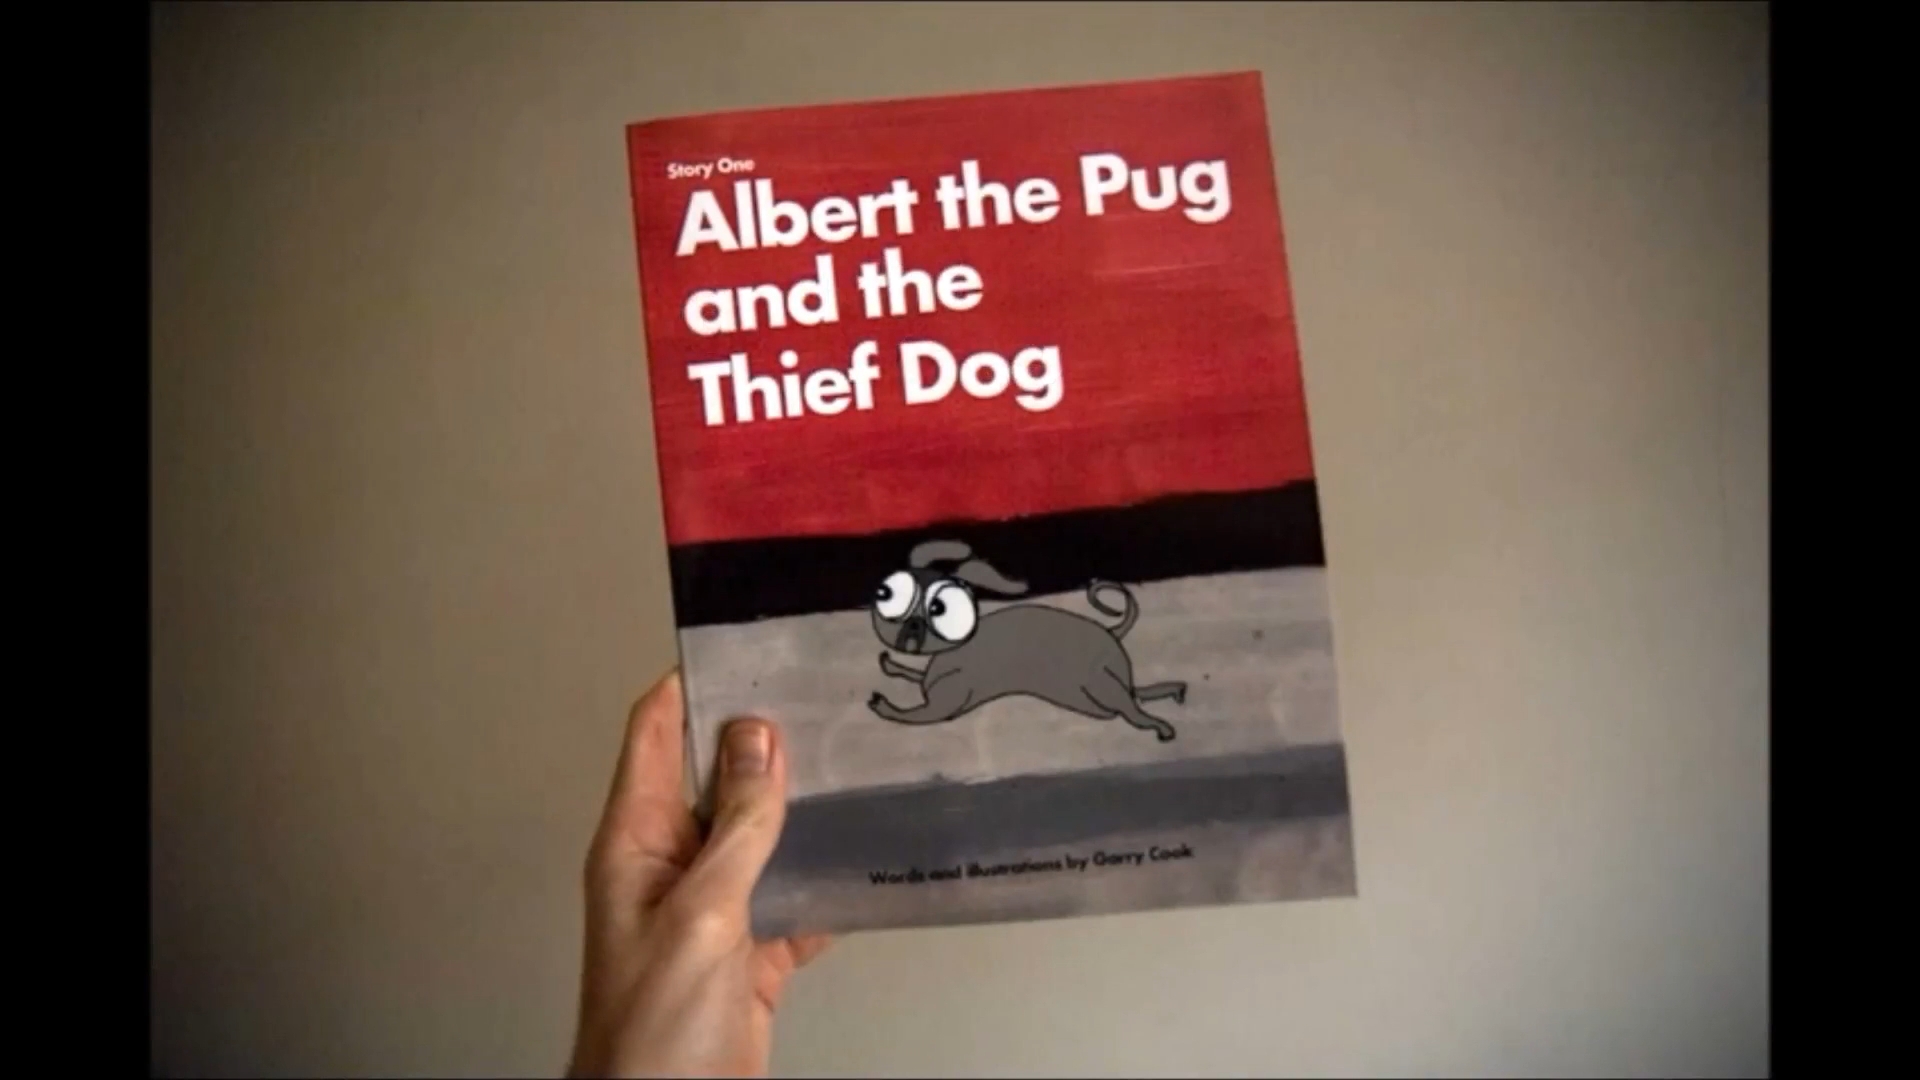 Story One
Albert the Pug
and the
Thief Dog
Words and illustrations by Garry Cook